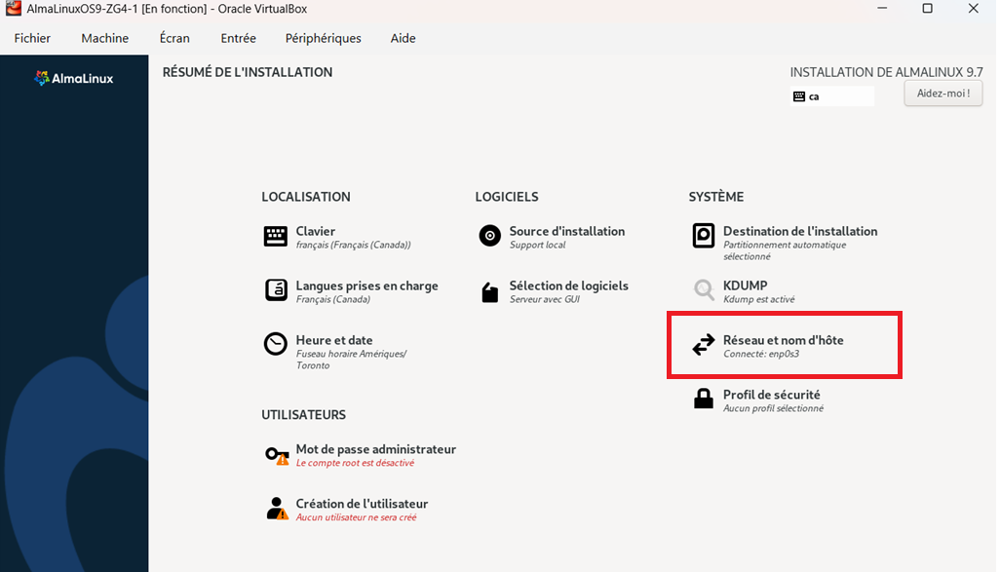 AlmaLinuxOS9-ZG4-1 [En fonction] - Oracle VirtualBox
Fichier Machine Écran Entrée Périphériques Aide
AlmaLinux
RÉSUMÉ DE L'INSTALLATION
INSTALLATION DE ALMALINUX 9.7
ca
Aidez-moi !
LOCALISATION
Clavier
français (Français (Canada))
Langues prises en charge
Français (Canada)
Heure et date
Fuseau horaire Amériques/
Toronto
LOGICIELS
Source d'installation
Support local
Sélection de logiciels
Serveur avec GUI
SYSTÈME
Destination de l'installation
Partitionnement automatique
sélectionné
KDUMP
Kdump est activé
Réseau et nom d'hôte
Connecté: enp0s3
Profil de sécurité
Aucun profil sélectionné
UTILISATEURS
Mot de passe administrateur
Le compte root est désactivé
Création de l'utilisateur
Aucun utilisateur ne sera créé